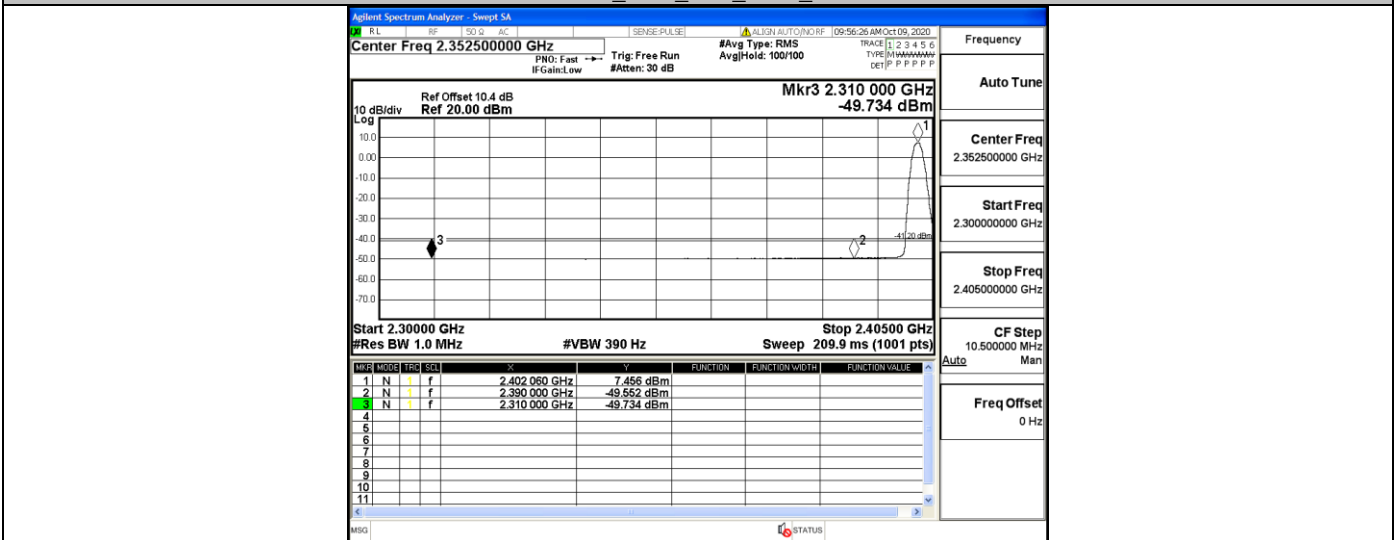 Agilent Spectrum Analyzer - Swept SA
RL RF 50 Ω AC SENSE:PULSE ALIGN AUTO/NO RF 09:56:26 AM Oct 09, 2020
Center Freq 2.352500000 GHz
PNO: Fast
IFGain:Low
Trig: Free Run
#Atten: 30 dB
#Avg Type: RMS
Avg|Hold: 100/100
TRACE 1 2 3 4 5 6
TYPE M
DET P P P P P P
Ref Offset 10.4 dB
10 dB/div Ref 20.00 dBm
Log
Mkr3 2.310 000 GHz
-49.734 dBm
10.0
0.00
-10.0
-20.0
-30.0
-40.0
-50.0
-60.0
-70.0
1
2
3
-41.20 dBm
Start 2.30000 GHz Stop 2.40500 GHz
#Res BW 1.0 MHz #VBW 390 Hz Sweep 209.9 ms (1001 pts)
MKR MODE TRC SCL X Y FUNCTION FUNCTION WIDTH FUNCTION VALUE
1 N 1 f 2.402 060 GHz 7.456 dBm
2 N 1 f 2.390 000 GHz -49.552 dBm
3 N 1 f 2.310 000 GHz -49.734 dBm
4
5
6
7
8
9
10
11
MSG STATUS
Frequency
Auto Tune
Center Freq
2.352500000 GHz
Start Freq
2.300000000 GHz
Stop Freq
2.405000000 GHz
CF Step
10.500000 MHz
Auto Man
Freq Offset
0 Hz